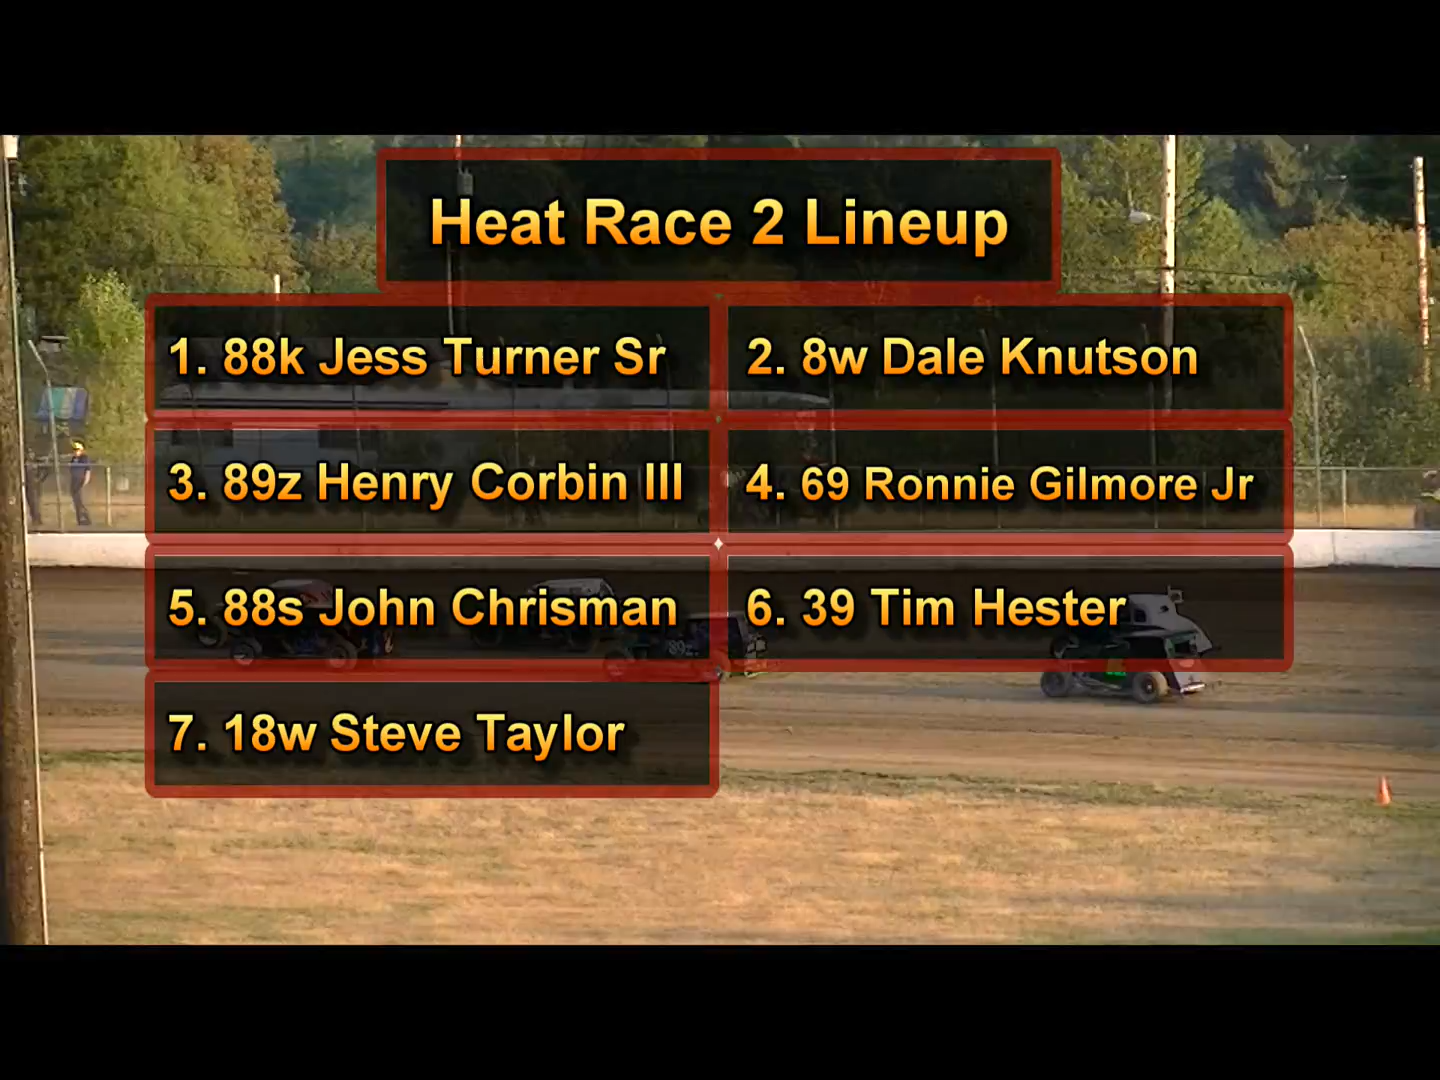 Heat Race 2 Lineup
1. 88k Jess Turner Sr
2. 8w Dale Knutson
3. 89z Henry Corbin III
4. 69 Ronnie Gilmore Jr
5. 88s John Chrisman
6. 39 Tim Hester
7. 18w Steve Taylor
89z